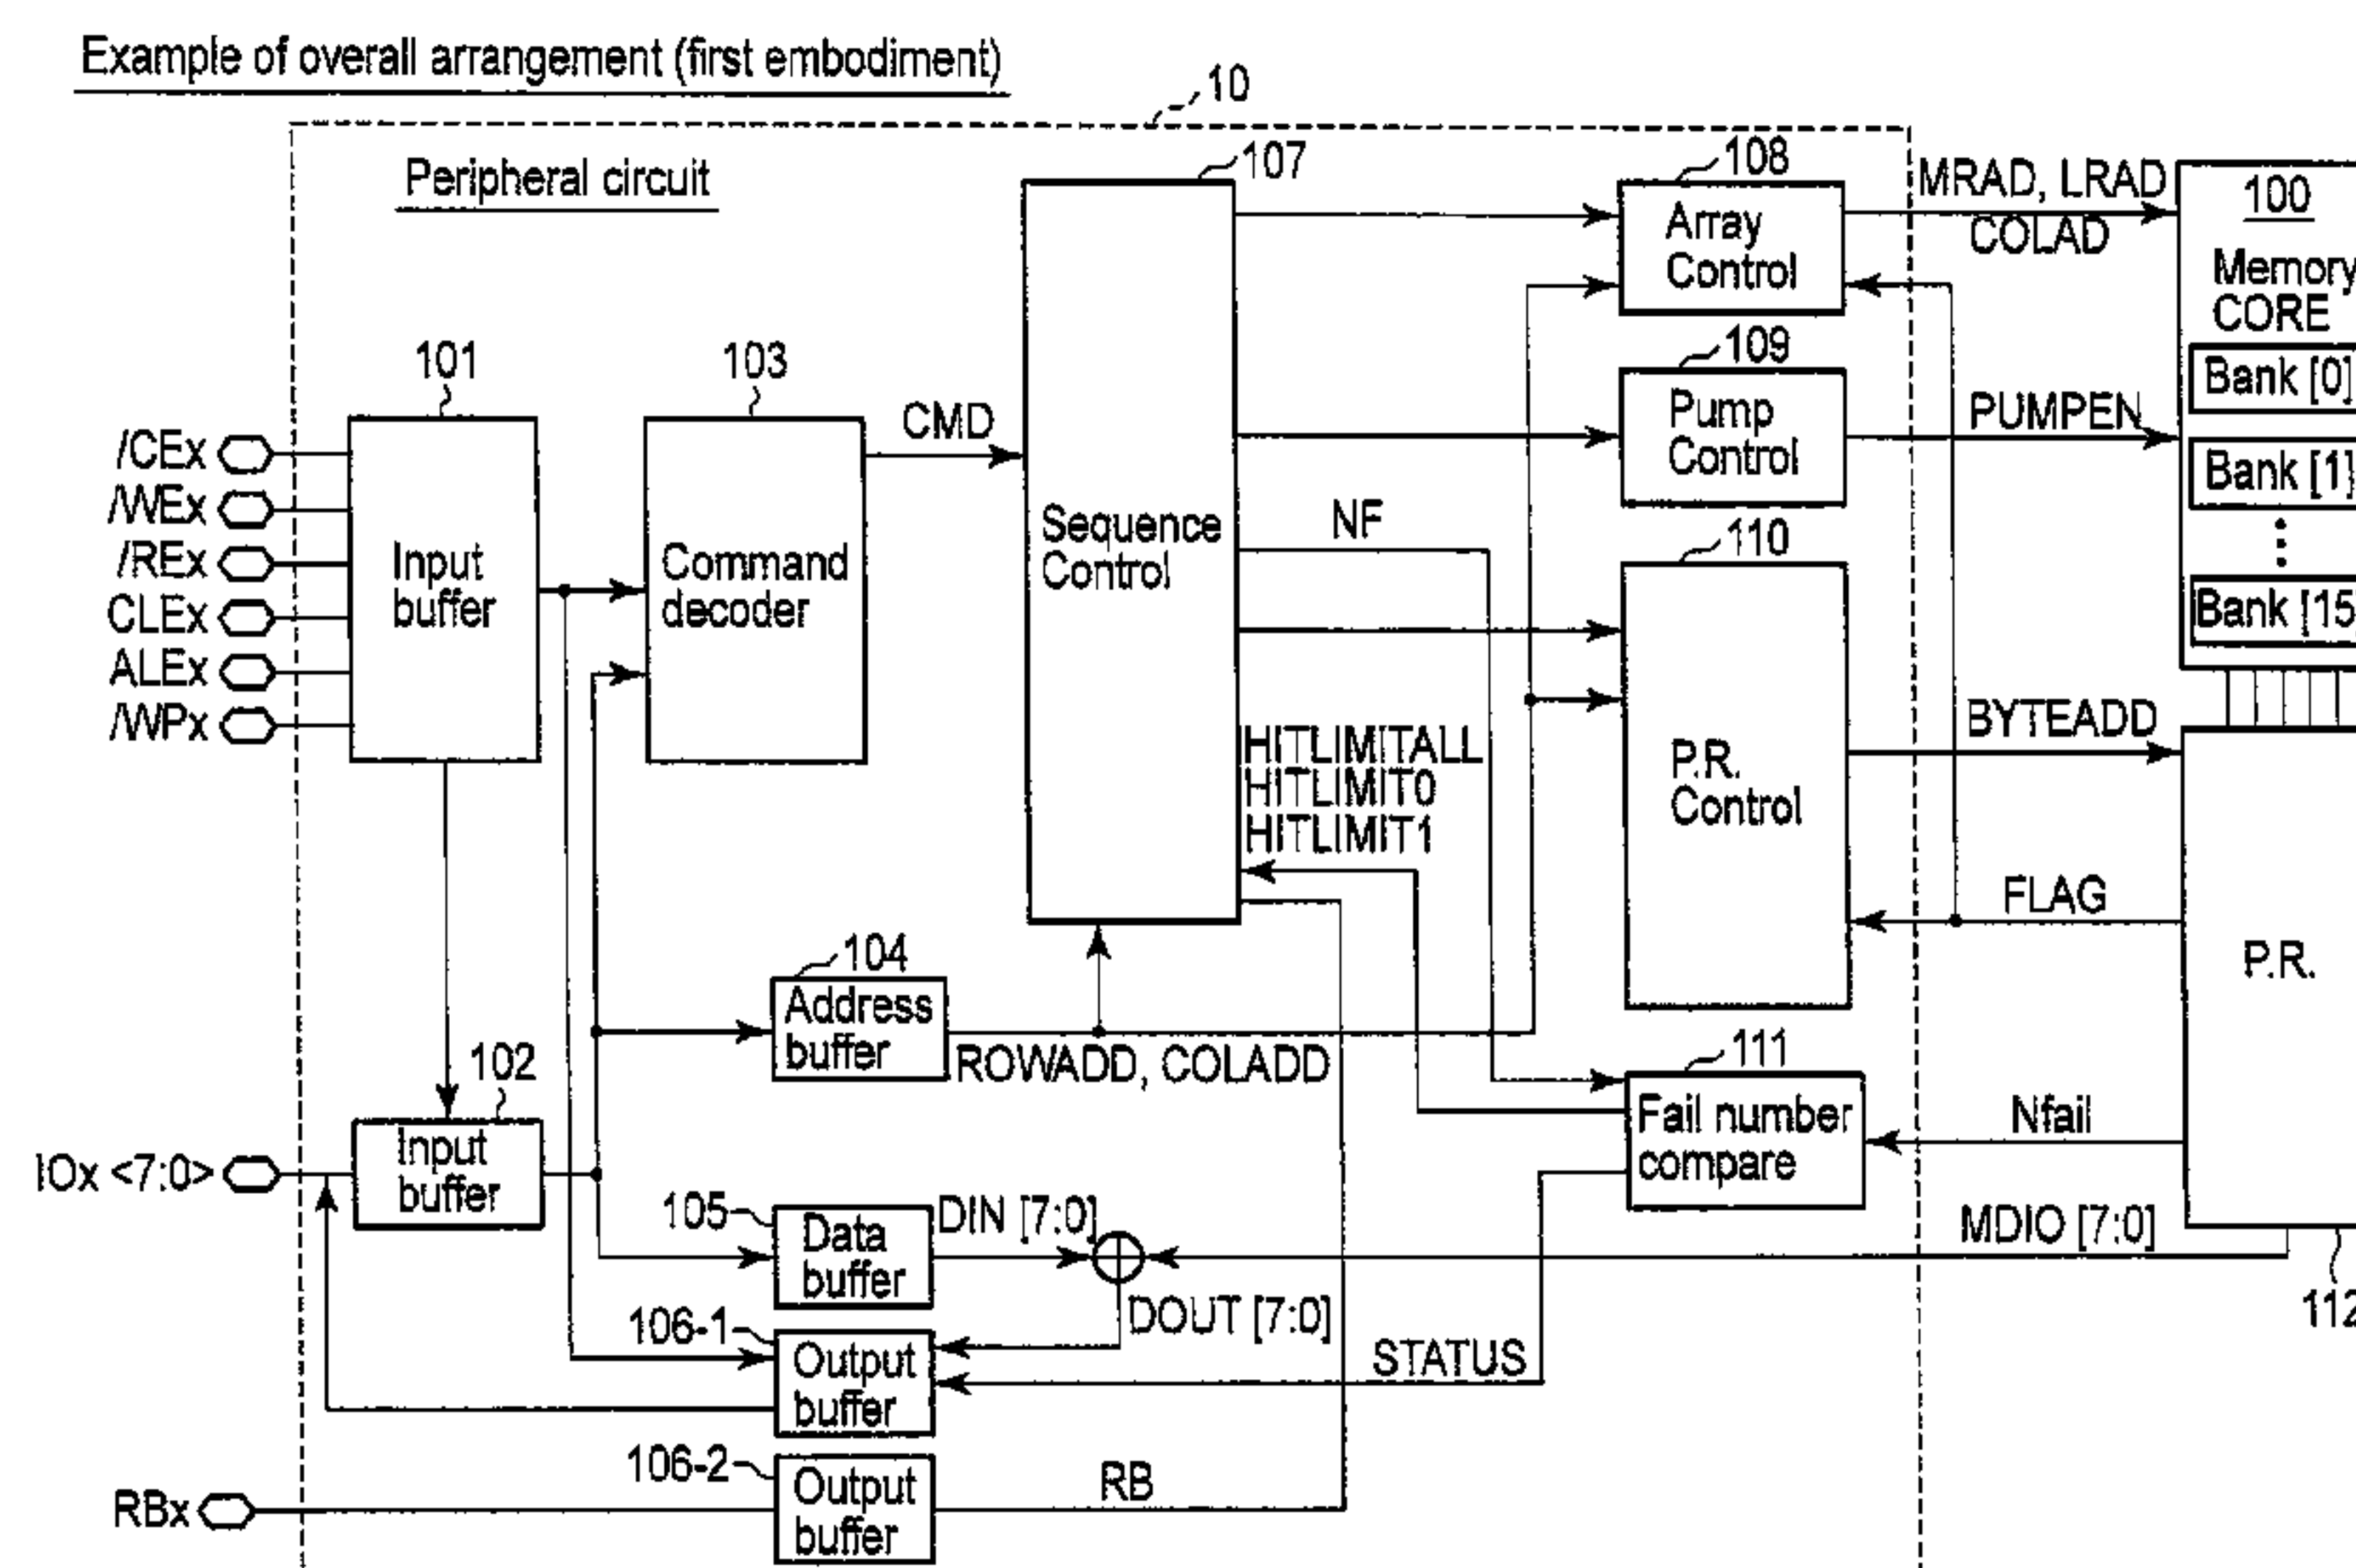 Example of overall arrangement (first embodiment)
10
Peripheral circuit
107
108
MRAD, LRAD
COLAD
100
Memory
CORE
Array
Control
101
103
109
Bank [0]
CMD
Pump
Control
PUMPEN
/CEx
/WEx
/REx
CLEx
ALEx
/WPx
Bank [1]
Input
buffer
Command
decoder
Sequence
Control
NF
110
Bank [15
P.R.
Control
BYTEADD
HITLIMITALL
HITLIMIT0
HITLIMIT1
FLAG
P.R.
104
Address
buffer
ROWADD, COLADD
102
111
Fail number
compare
Nfail
IOx <7:0>
Input
buffer
105
Data
buffer
DIN [7:0]
MDIO [7:0]
DOUT [7:0]
112
106-1
Output
buffer
STATUS
106-2
Output
buffer
RB
RBx